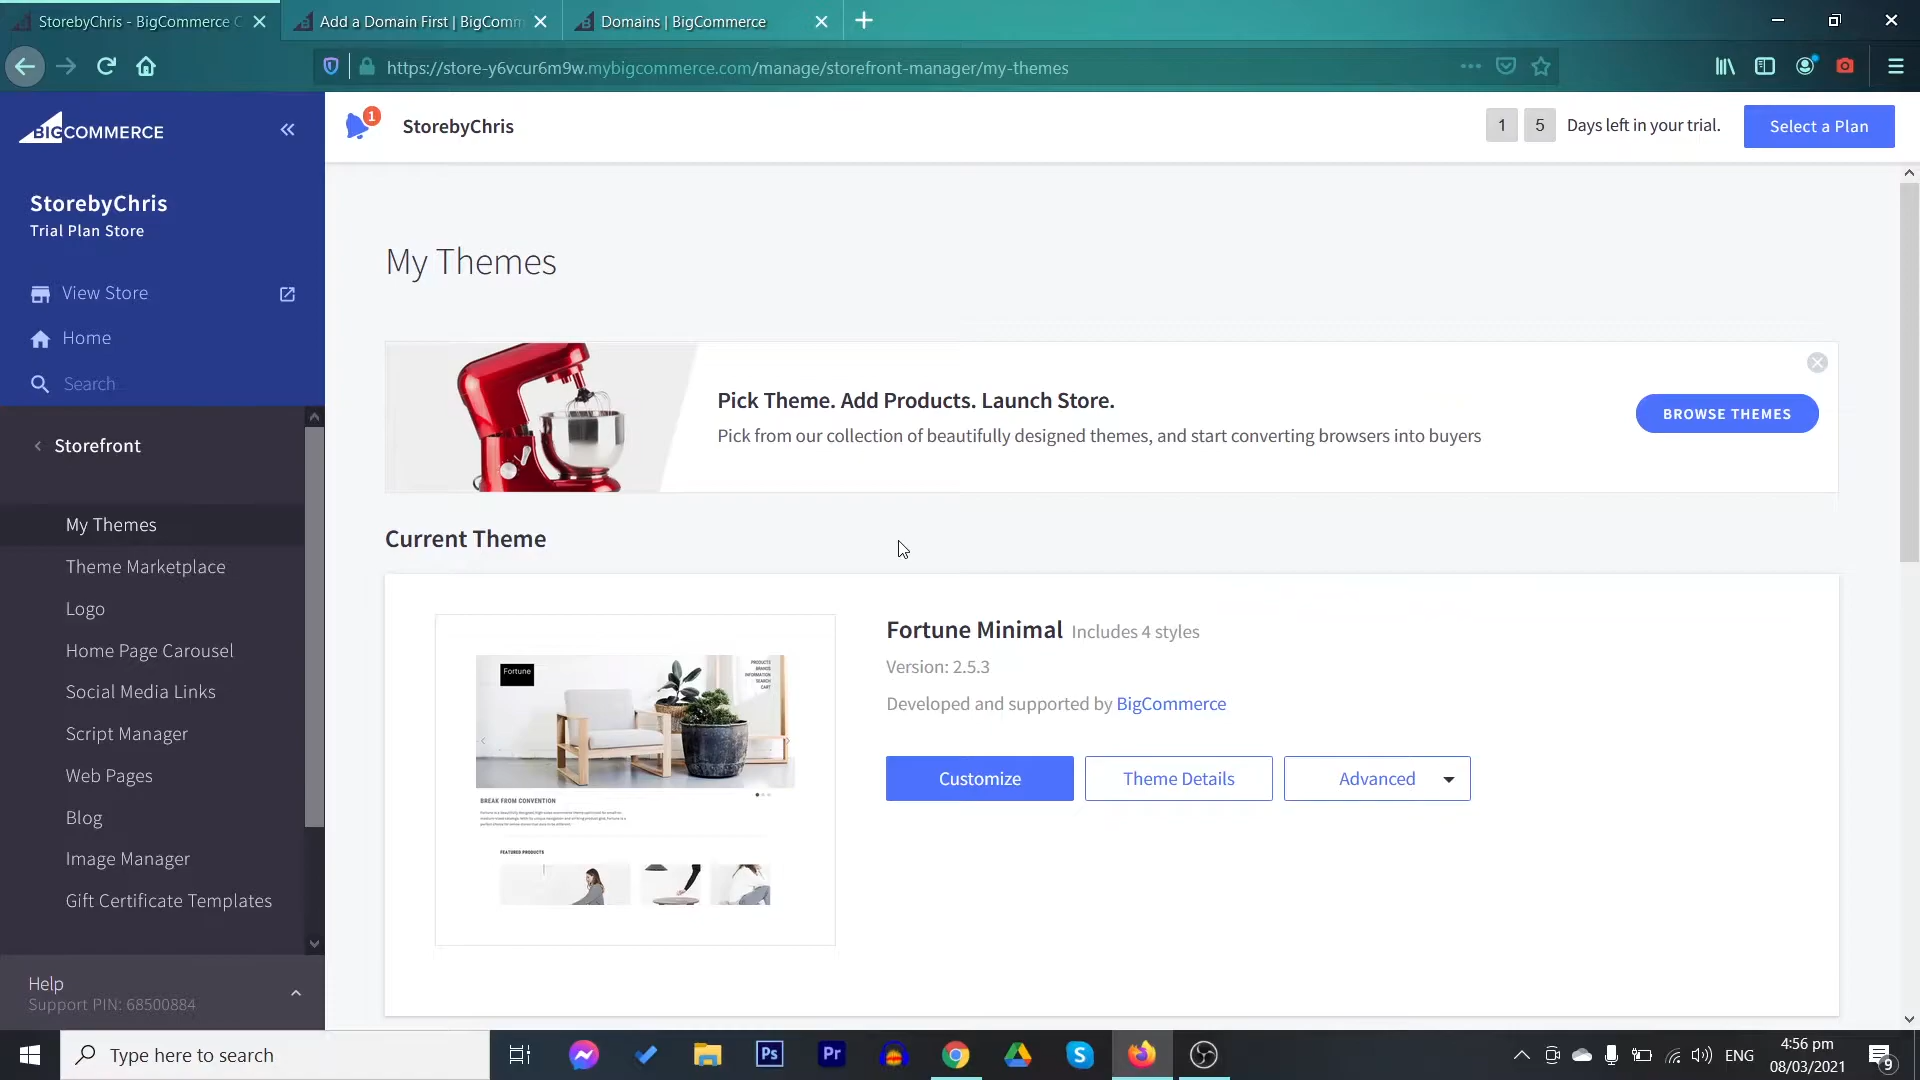 StorebyChris - BigCommerce C
Add a Domain First | BigComm
Domains | BigCommerce
https://store-y6vcur6m9w.mybigcommerce.com/manage/storefront-manager/my-themes
BIGCOMMERCE
1
StorebyChris
1 5 Days left in your trial.
Select a Plan
StorebyChris
Trial Plan Store
View Store
Home
Search
Storefront
My Themes
Theme Marketplace
Logo
Home Page Carousel
Social Media Links
Script Manager
Web Pages
Blog
Image Manager
Gift Certificate Templates
Help
Support PIN: 68500884
My Themes
Pick Theme. Add Products. Launch Store.
Pick from our collection of beautifully designed themes, and start converting browsers into buyers
BROWSE THEMES
Current Theme
Fortune
PRODUCTS
BRANDS
INFORMATION
SEARCH
CART
BREAK FROM CONVENTION
FEATURED PRODUCTS
Fortune Minimal Includes 4 styles
Version: 2.5.3
Developed and supported by BigCommerce
Customize
Theme Details
Advanced
Type here to search
Ps
Pr
ENG
4:56 pm
08/03/2021
9